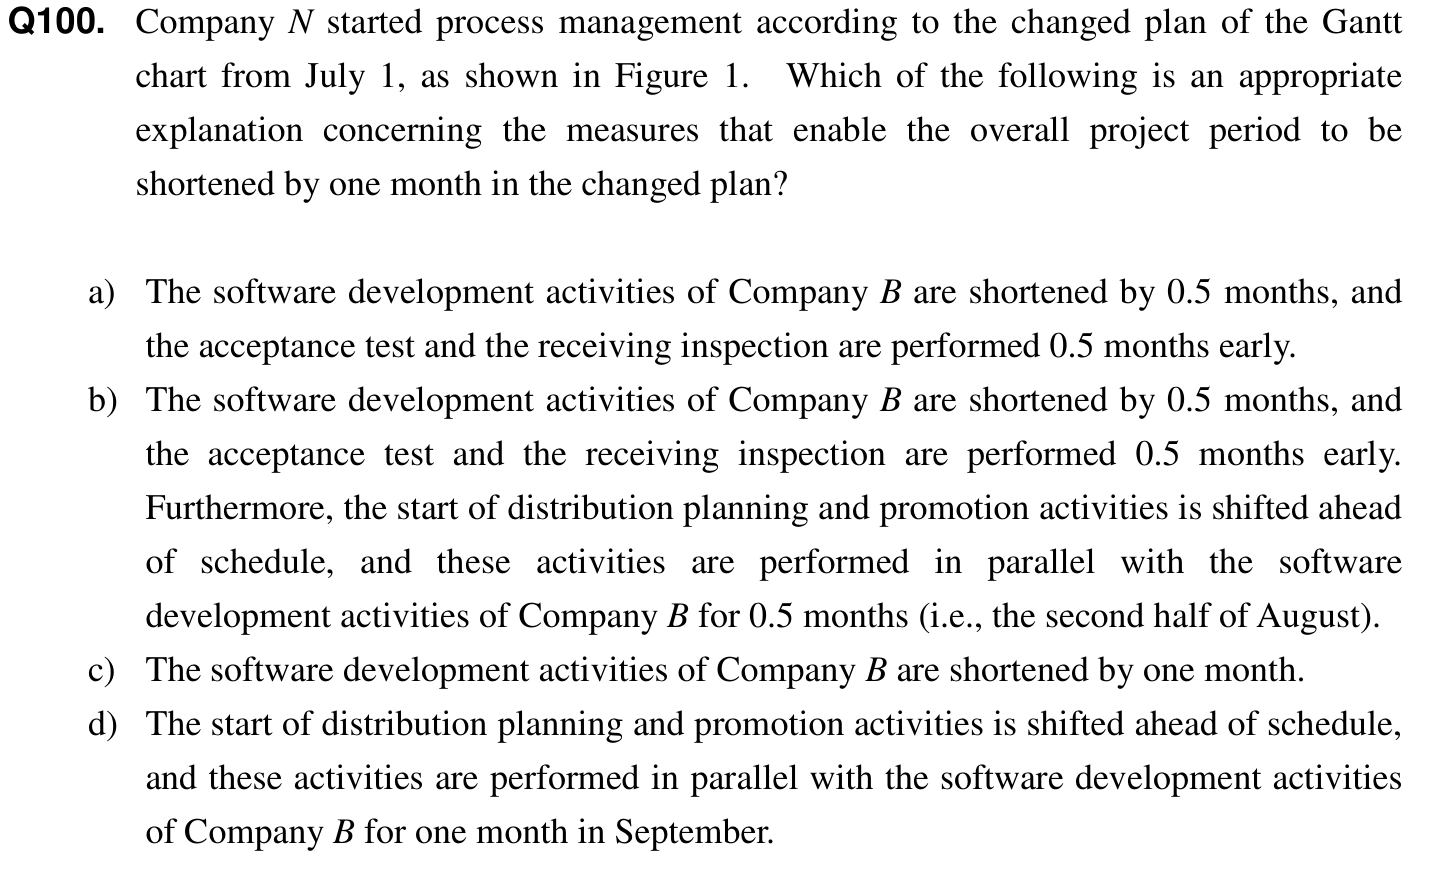 Q100. Company N started process management according to the changed plan of the Gantt
chart from July 1, as shown in Figure 1. Which of the following is an appropriate
explanation concerning the measures that enable the overall project period to be
shortened by one month in the changed plan?
a) The software development activities of Company B are shortened by 0.5 months, and
the acceptance test and the receiving inspection are performed 0.5 months early.
b) The software development activities of Company B are shortened by 0.5 months, and
the acceptance test and the receiving inspection are performed 0.5 months early.
Furthermore, the start of distribution planning and promotion activities is shifted ahead
of schedule, and these activities are performed in parallel with the software
development activities of Company B for 0.5 months (i.e., the second half of August).
c) The software development activities of Company B are shortened by one month.
d) The start of distribution planning and promotion activities is shifted ahead of schedule,
and these activities are performed in parallel with the software development activities
of Company B for one month in September.